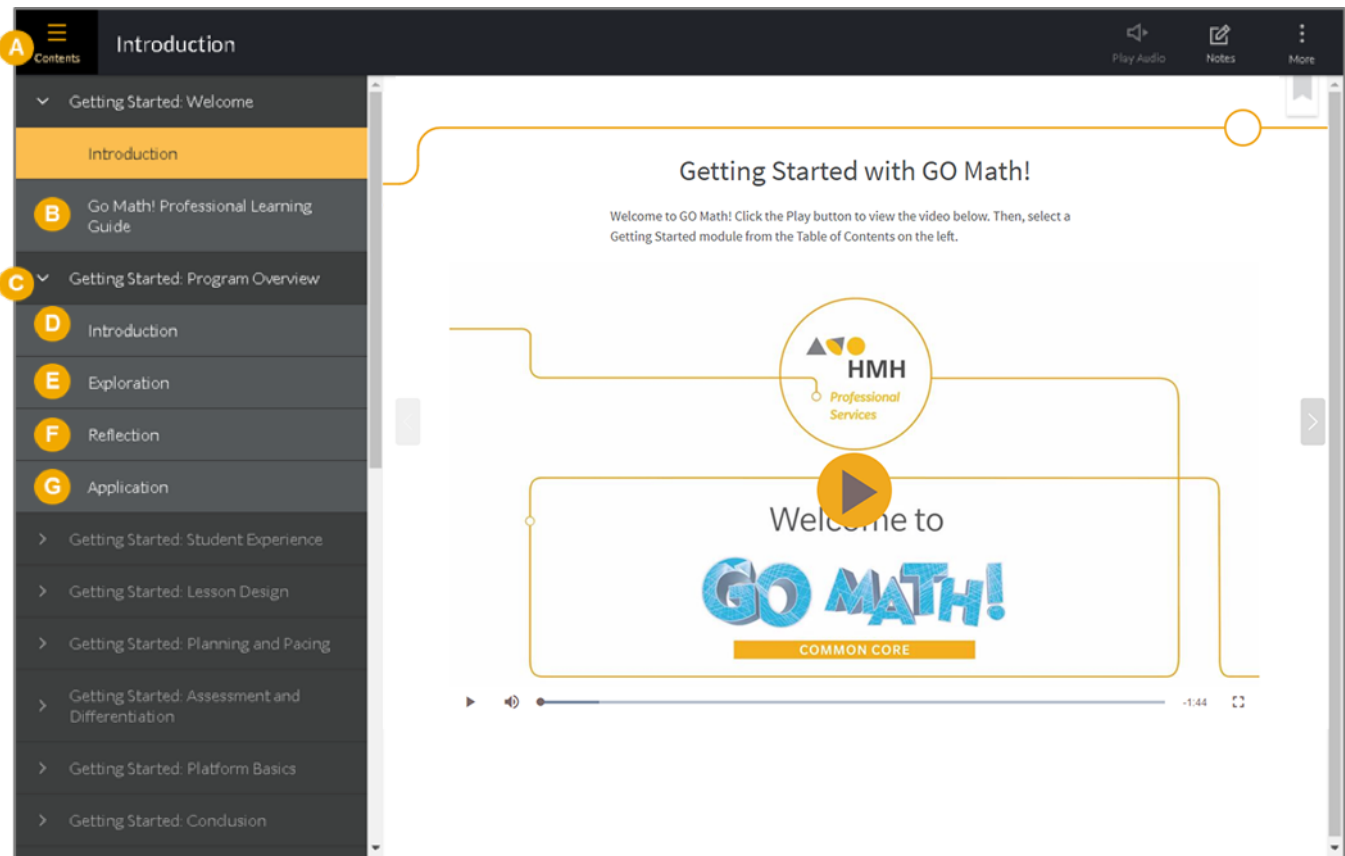 A
Contents
Introduction
Play Audio
Notes
More
Getting Started: Welcome
Introduction
B
Go Math! Professional Learning
Guide
C
Getting Started: Program Overview
D
Introduction
E
Exploration
F
Reflection
G
Application
Getting Started: Student Experience
Getting Started: Lesson Design
Getting Started: Planning and Pacing
Getting Started: Assessment and
Differentiation
Getting Started: Platform Basics
Getting Started: Conclusion
Getting Started with GO Math!
Welcome to GO Math! Click the Play button to view the video below. Then, select a
Getting Started module from the Table of Contents on the left.
HMH
Professional
Services
Welcome to
GO MATH!
COMMON CORE
-1:44